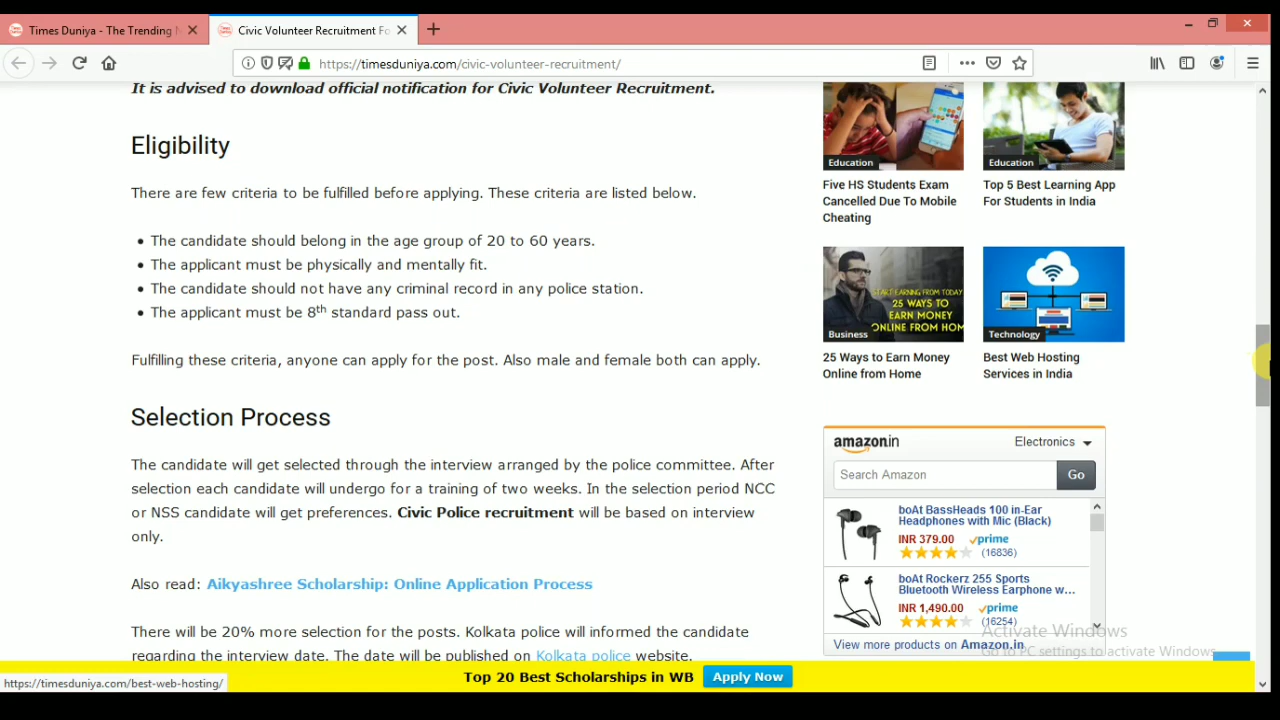 Times Duniya - The Trending N
Civic Volunteer Recruitment Fo
https://timesduniya.com/civic-volunteer-recruitment/
It is advised to download official notification for Civic Volunteer Recruitment.
Eligibility
There are few criteria to be fulfilled before applying. These criteria are listed below.
• The candidate should belong in the age group of 20 to 60 years.
• The applicant must be physically and mentally fit.
• The candidate should not have any criminal record in any police station.
• The applicant must be 8th standard pass out.
Fulfilling these criteria, anyone can apply for the post. Also male and female both can apply.
Selection Process
The candidate will get selected through the interview arranged by the police committee. After
selection each candidate will undergo for a training of two weeks. In the selection period NCC
or NSS candidate will get preferences. Civic Police recruitment will be based on interview
only.
Also read: Aikyashree Scholarship: Online Application Process
There will be 20% more selection for the posts. Kolkata police will informed the candidate
regarding the interview date. The date will be published on Kolkata police website.
Education
Five HS Students Exam
Cancelled Due To Mobile
Cheating
Education
Top 5 Best Learning App
For Students in India
START EARNING FROM TODAY
25 WAYS TO
EARN MONEY
ONLINE FROM HOM
Business
25 Ways to Earn Money
Online from Home
Technology
Best Web Hosting
Services in India
amazon.in
Electronics
Search Amazon
Go
boAt BassHeads 100 in-Ear
Headphones with Mic (Black)
INR 379.00 prime
(16836)
boAt Rockerz 255 Sports
Bluetooth Wireless Earphone w...
INR 1,490.00 prime
(16254)
View more products on Amazon.in
Activate Windows
Go to PC settings to activate Windows.
Top 20 Best Scholarships in WB
Apply Now
https://timesduniya.com/best-web-hosting/